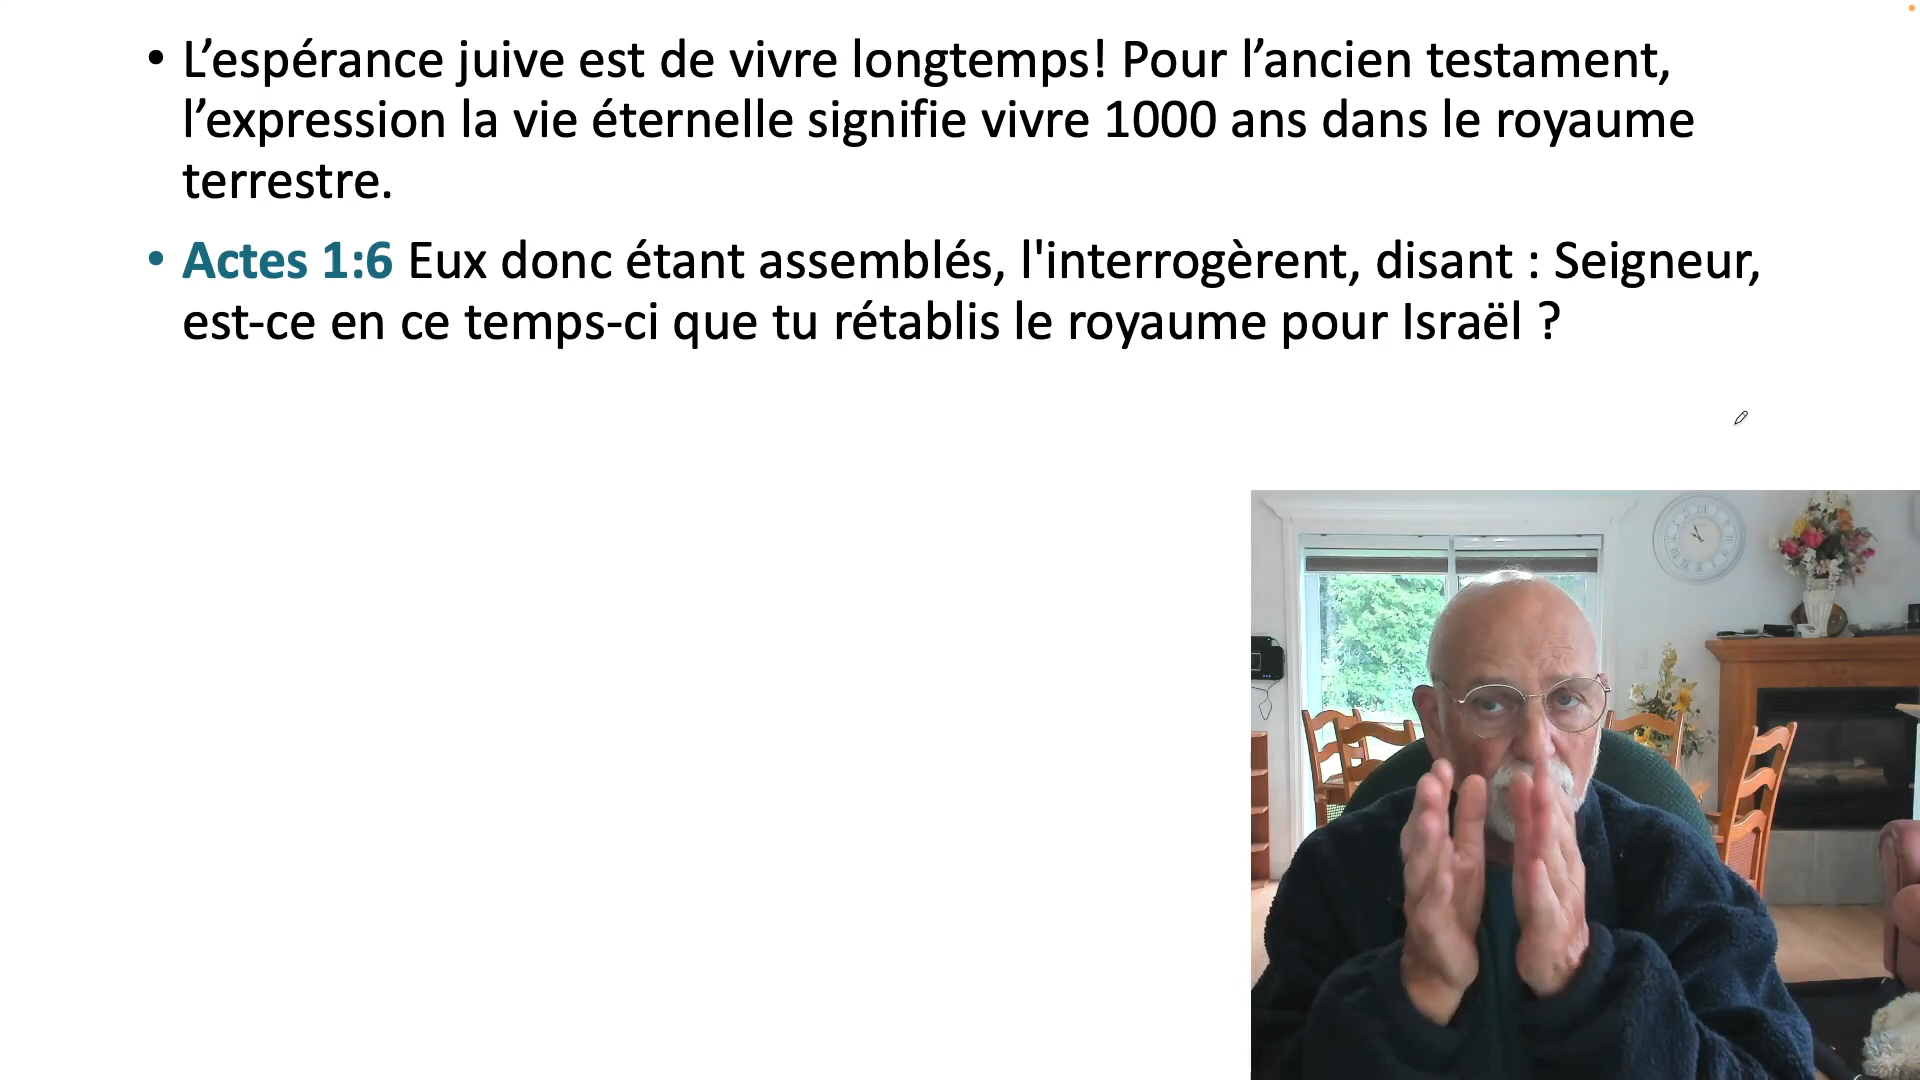 • L’espérance juive est de vivre longtemps! Pour l’ancien testament,
l’expression la vie éternelle signifie vivre 1000 ans dans le royaume
terrestre.
• Actes 1:6 Eux donc étant assemblés, l'interrogèrent, disant : Seigneur,
est-ce en ce temps-ci que tu rétablis le royaume pour Israël ?